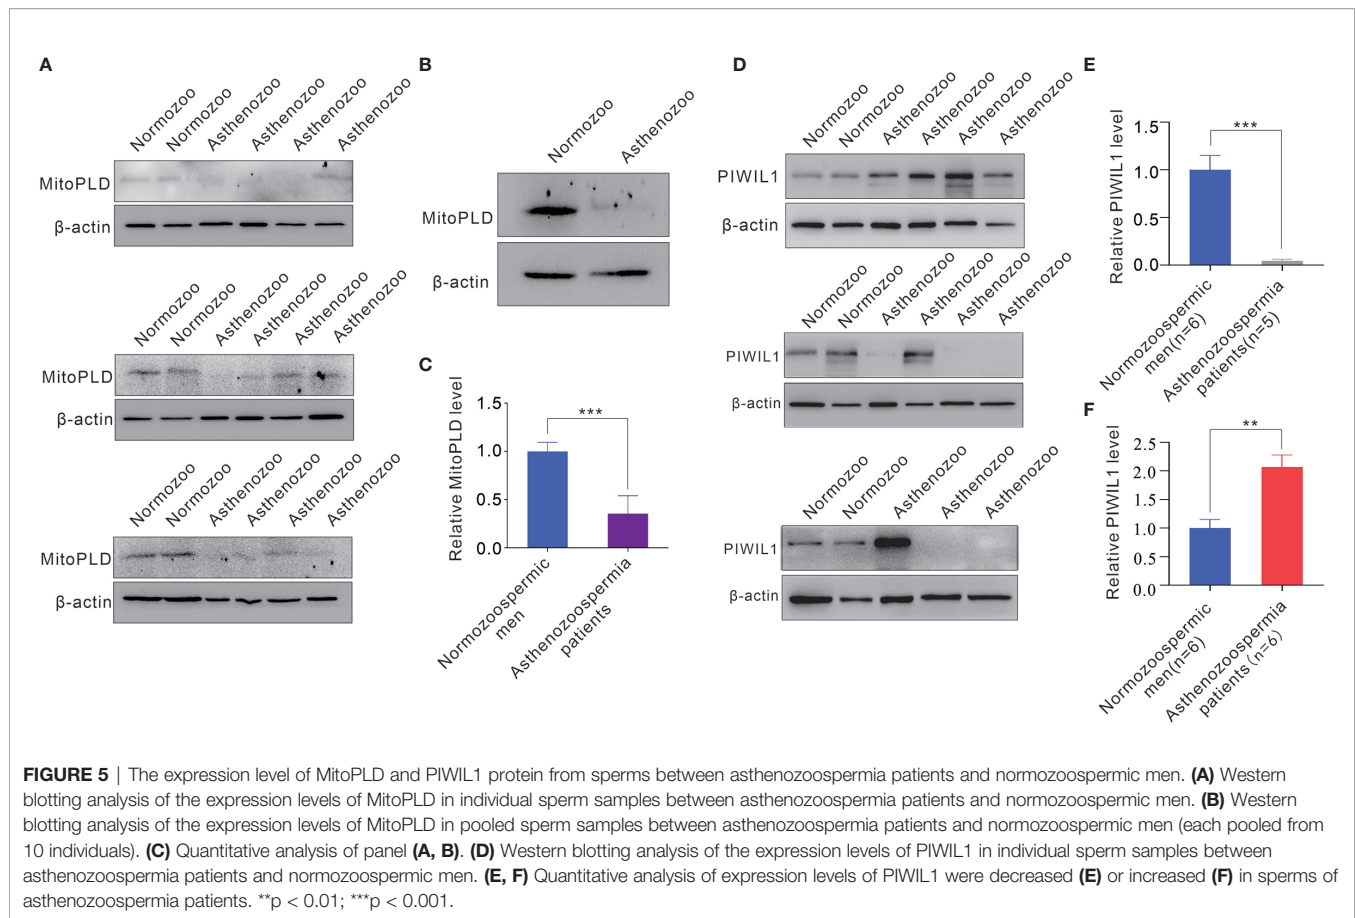 A
Normozoo
Normozoo
Asthenozoo
Asthenozoo
Asthenozoo
Asthenozoo
MitoPLD
β-actin
Normozoo
Normozoo
Asthenozoo
Asthenozoo
Asthenozoo
Asthenozoo
MitoPLD
β-actin
Normozoo
Normozoo
Asthenozoo
Asthenozoo
Asthenozoo
Asthenozoo
MitoPLD
β-actin
B
Normozoo
Asthenozoo
MitoPLD
β-actin
C
Relative MitoPLD level
1.5
1.0
0.5
0.0
***
Normozoospermic
men
Asthenozoospermia
patients
D
Normozoo
Normozoo
Asthenozoo
Asthenozoo
Asthenozoo
Asthenozoo
PIWIL1
β-actin
Normozoo
Normozoo
Asthenozoo
Asthenozoo
Asthenozoo
Asthenozoo
PIWIL1
β-actin
Normozoo
Normozoo
Asthenozoo
Asthenozoo
Asthenozoo
PIWIL1
β-actin
E
Relative PIWIL1 level
1.5
1.0
0.5
0.0
***
Normozoospermic
men(n=6)
Asthenozoospermia
patients(n=5)
F
Relative PIWIL1 level
2.5
2.0
1.0
0.5
0.0
**
Normozoospermic
men(n=6)
Asthenozoospermia
patients(n=6)
FIGURE 5 | The expression level of MitoPLD and PIWIL1 protein from sperms between asthenozoospermia patients and normozoospermic men. (A) Western
blotting analysis of the expression levels of MitoPLD in individual sperm samples between asthenozoospermia patients and normozoospermic men. (B) Western
blotting analysis of the expression levels of MitoPLD in pooled sperm samples between asthenozoospermia patients and normozoospermic men (each pooled from
10 individuals). (C) Quantitative analysis of panel (A, B). (D) Western blotting analysis of the expression levels of PIWIL1 in individual sperm samples between
asthenozoospermia patients and normozoospermic men. (E, F) Quantitative analysis of expression levels of PIWIL1 were decreased (E) or increased (F) in sperms of
asthenozoospermia patients. **p < 0.01; ***p < 0.001.